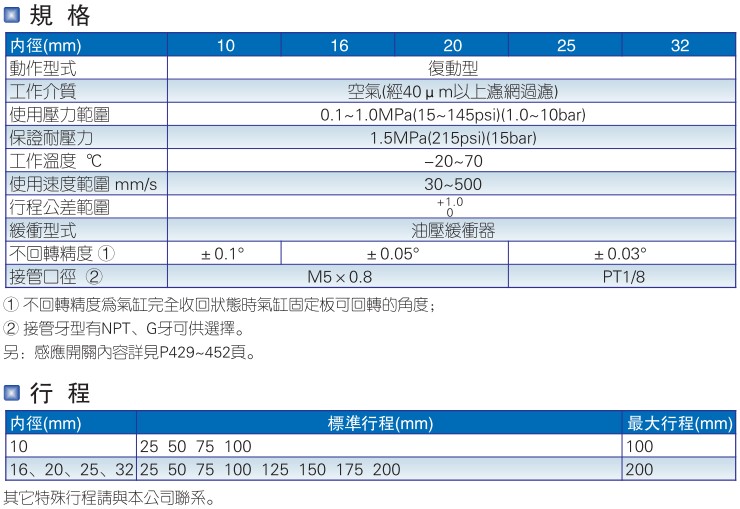 規 格
内徑(mm) 10 16 20 25 32
動作型式 復動型
工作介質 空氣(經40μm以上濾網過濾)
使用壓力範圍 0.1~1.0MPa(15~145psi)(1.0~10bar)
保證耐壓力 1.5MPa(215psi)(15bar)
工作溫度 ℃ −20~70
使用速度範圍 mm/s 30~500
行程公差範圍 +1.0 0
緩衝型式 油壓緩衝器
不回轉精度 ① ±0.1° ±0.05° ±0.03°
接管口徑 ② M5×0.8 PT1/8
① 不回轉精度爲氣缸完全收回狀態時氣缸固定板可回轉的角度;
② 接管牙型有NPT、G牙可供選擇。
另: 感應開關內容詳見P429~452頁。
行 程
内徑(mm) 標準行程(mm) 最大行程(mm)
10 25 50 75 100 100
16、20、25、32 25 50 75 100 125 150 175 200 200
其它特殊行程請與本公司聯系。